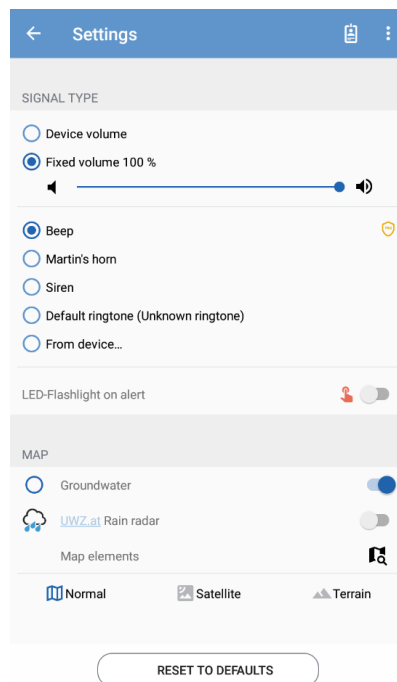 Settings
SIGNAL TYPE
Device volume
Fixed volume 100 %
Beep
Martin's horn
Siren
Default ringtone (Unknown ringtone)
From device...
LED-Flashlight on alert
MAP
Groundwater
UWZ.at Rain radar
Map elements
Normal Satellite Terrain
RESET TO DEFAULTS